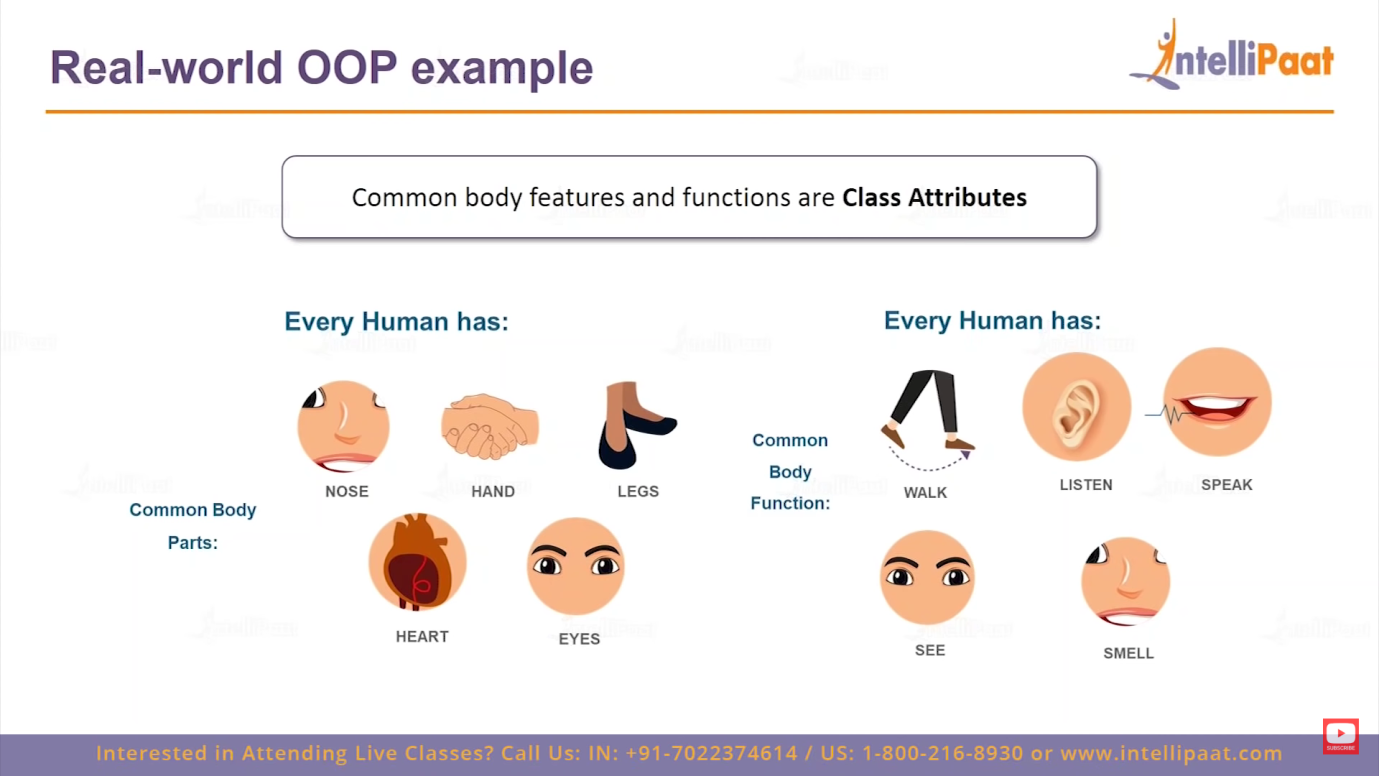 Real-world OOP example
IntelliPaat
Common body features and functions are Class Attributes
Every Human has:
Common Body
Parts:
NOSE
HAND
LEGS
HEART
EYES
Every Human has:
Common
Body
Function:
WALK
LISTEN
SPEAK
SEE
SMELL
Interested in Attending Live Classes? Call Us: IN: +91-7022374614 / US: 1-800-216-8930 or www.intellipaat.com
SUBSCRIBE